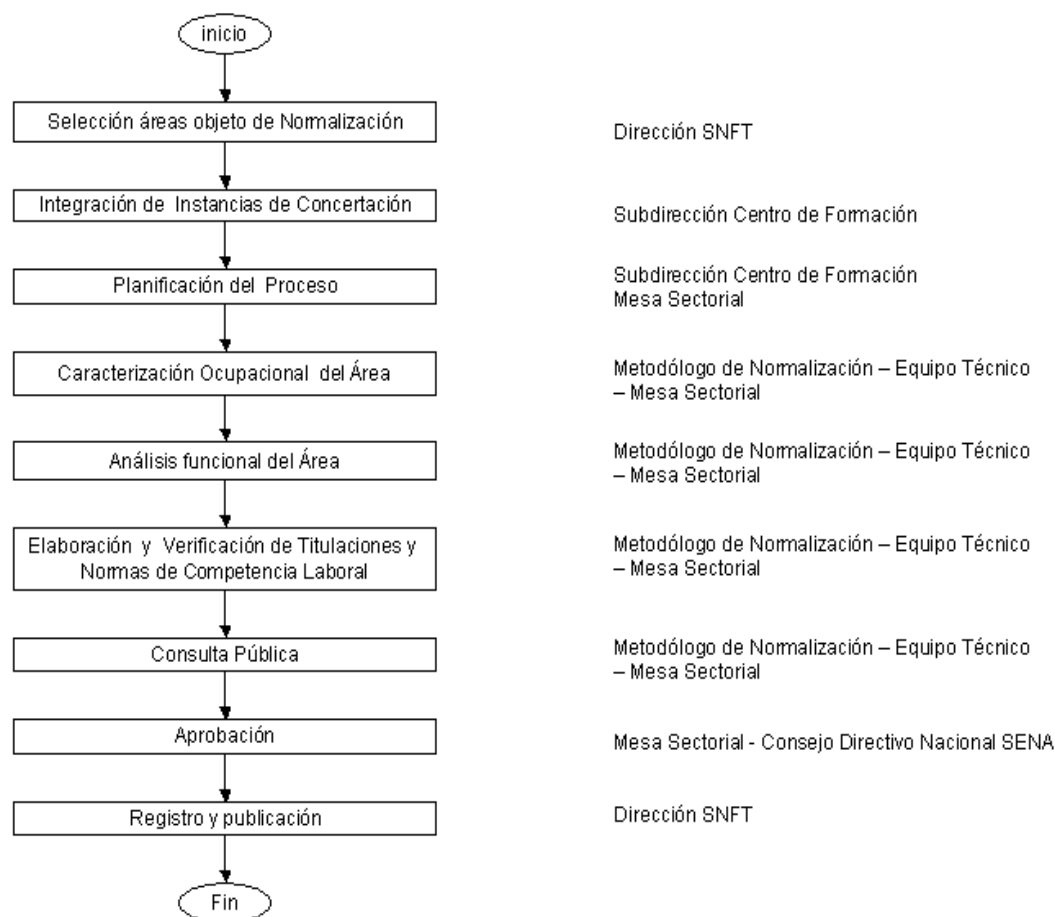 inicio
Selección áreas objeto de Normalización
Dirección SNFT
Integración de Instancias de Concertación
Subdirección Centro de Formación
Planificación del Proceso
Subdirección Centro de Formación
Mesa Sectorial
Caracterización Ocupacional del Área
Metodólogo de Normalización – Equipo Técnico
– Mesa Sectorial
Análisis funcional del Área
Metodólogo de Normalización – Equipo Técnico
– Mesa Sectorial
Elaboración y Verificación de Titulaciones y
Normas de Competencia Laboral
Metodólogo de Normalización – Equipo Técnico
– Mesa Sectorial
Consulta Pública
Metodólogo de Normalización – Equipo Técnico
– Mesa Sectorial
Aprobación
Mesa Sectorial - Consejo Directivo Nacional SENA
Registro y publicación
Dirección SNFT
Fin